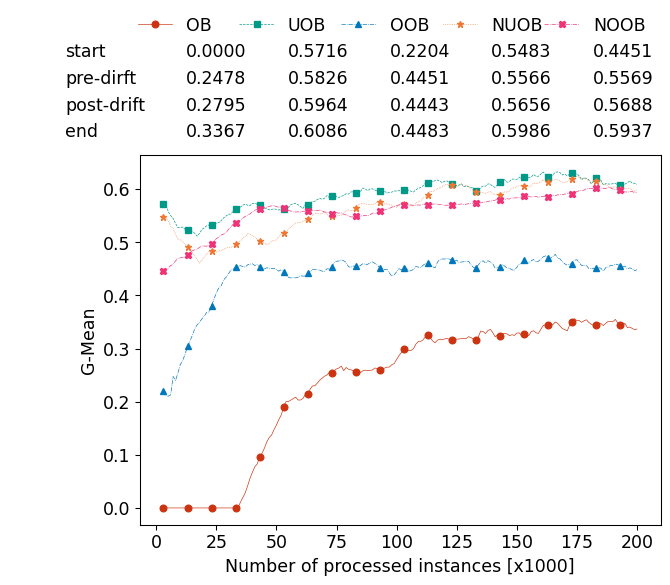 OB UOB OOB NUOB NOOB
start 0.0000 0.5716 0.2204 0.5483 0.4451
pre-dirft 0.2478 0.5826 0.4451 0.5566 0.5569
post-drift 0.2795 0.5964 0.4443 0.5656 0.5688
end 0.3367 0.6086 0.4483 0.5986 0.5937
0.6
0.5
0.4
0.3
0.2
0.1
0.0
G-Mean
0 25 50 75 100 125 150 175 200
Number of processed instances [x1000]